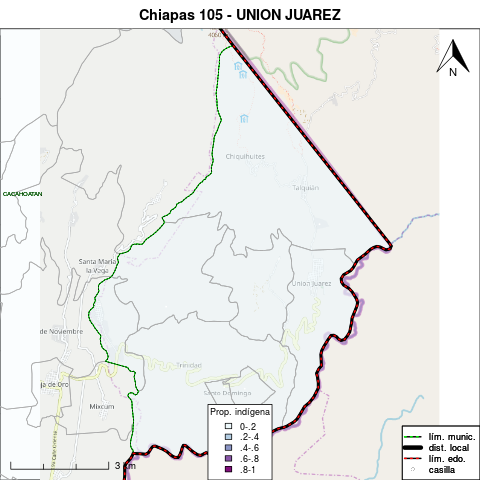 Chiapas 105 - UNION JUAREZ
4060
N
Chiquihuites
Talquián
CACAHOATAN
Santa María
la Vega
Unión Juárez
de Noviembre
Trinidad
ja de Oro
Santo Domingo
Mixcum
Prop. indígena
0-.2
.2-.4
.4-.6
.6-.8
.8-1
lím. munic.
dist. local
lím. edo.
casilla
3 km